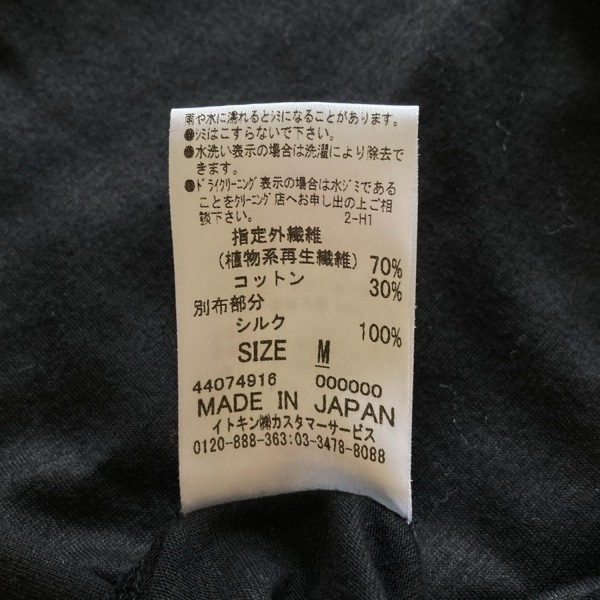 雨や水に濡れるとシミになることがあります。
●シミはこすらないで下さい。
●水洗い表示の場合は洗濯により除去で
きます。
●ドライクリーニング表示の場合は水ジミである
ことをクリーニング店へお申し出の上ご相
談下さい。 2-H1
指定外繊維
(植物系再生繊維) 70%
コットン 30%
別布部分
シルク 100%
SIZE M
44074916 000000
MADE IN JAPAN
イトキン㈱カスタマーサービス
0120-888-363:03-3478-8088